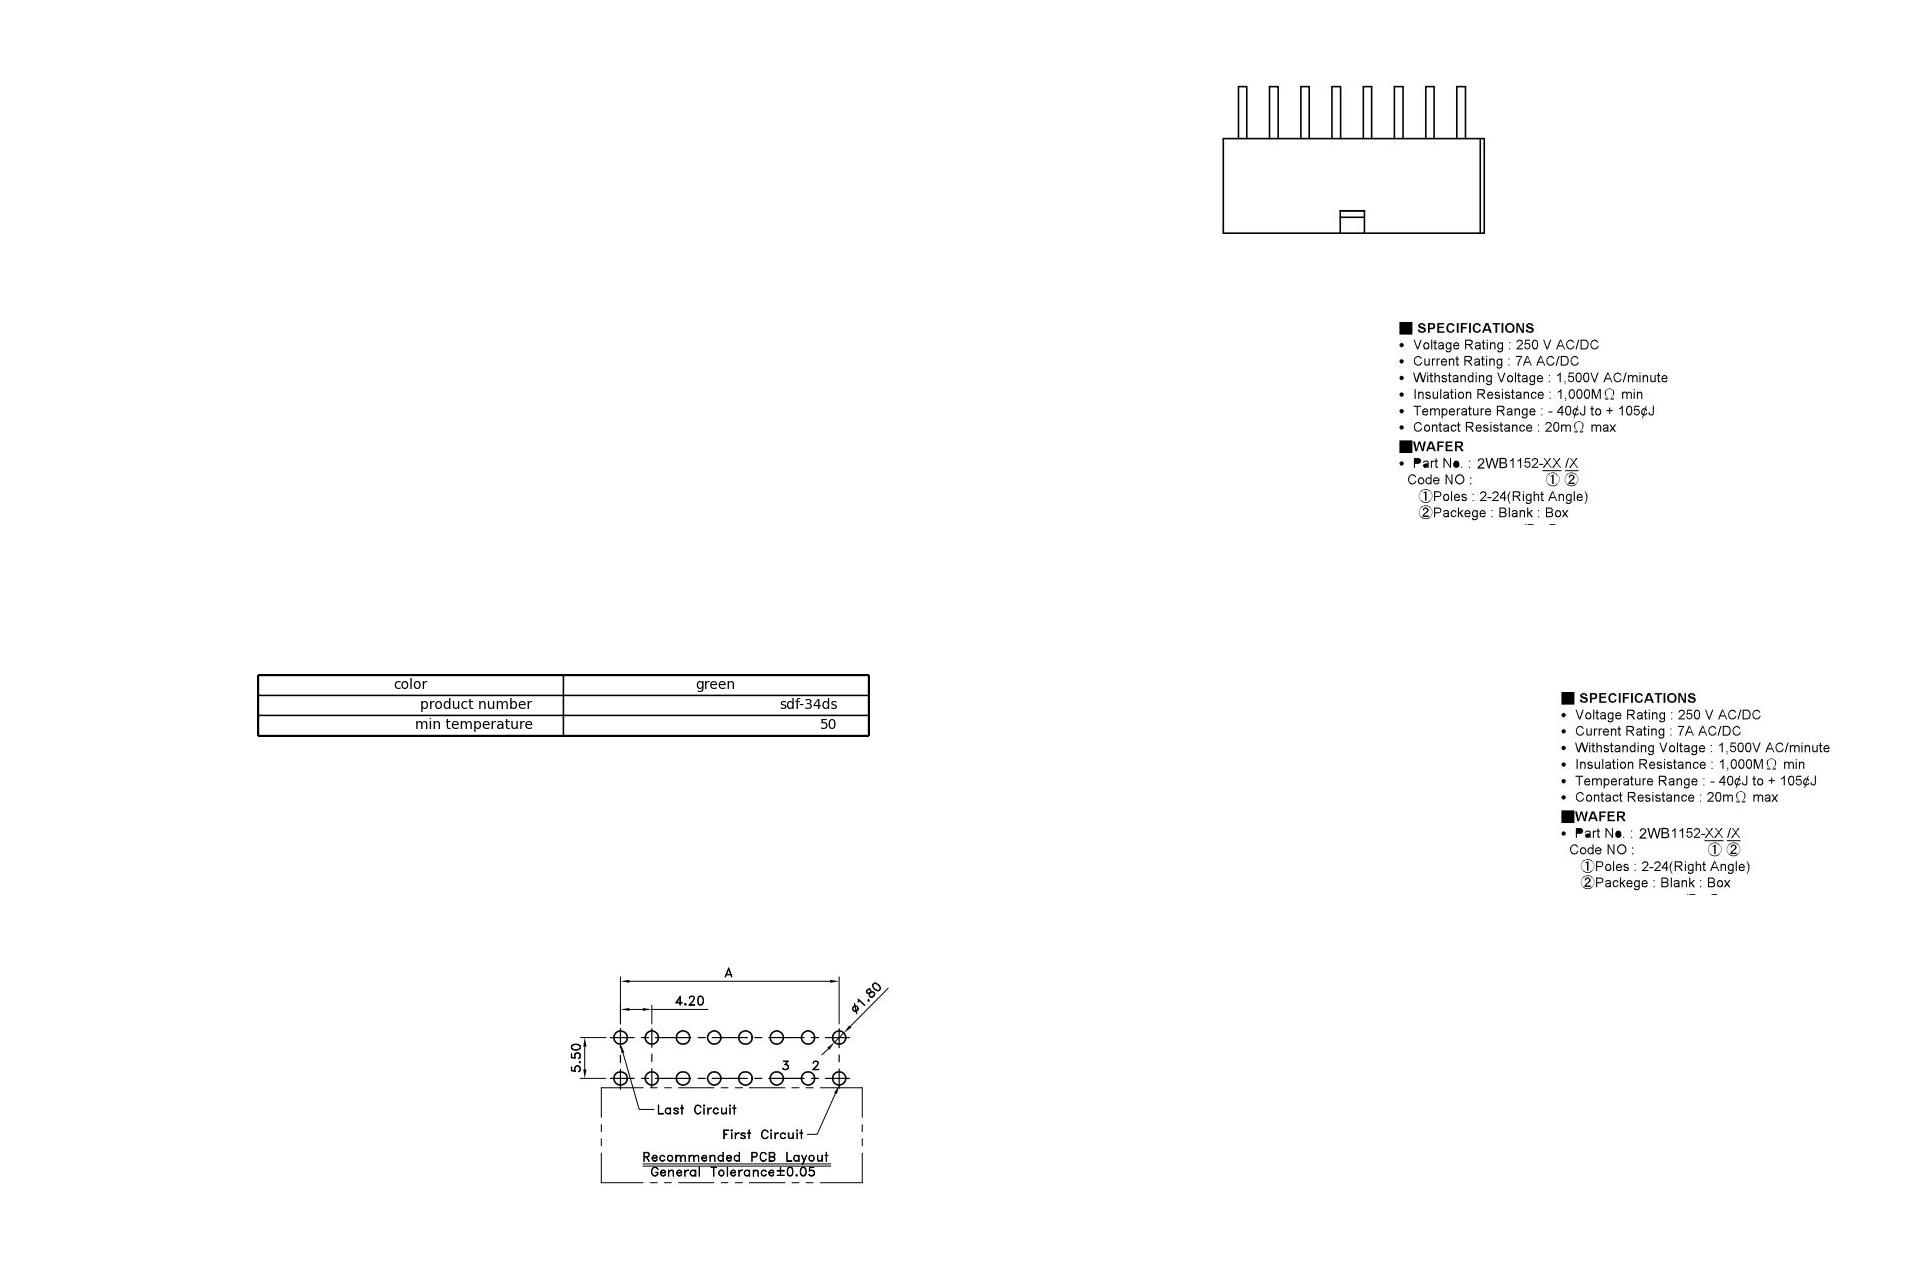 ■ SPECIFICATIONS
• Voltage Rating : 250 V AC/DC
• Current Rating : 7A AC/DC
• Withstanding Voltage : 1,500V AC/minute
• Insulation Resistance : 1,000MΩ min
• Temperature Range : - 40¢J to + 105¢J
• Contact Resistance : 20mΩ max
■WAFER
• Part No. : 2WB1152-XX /X
Code NO : ① ②
①Poles : 2-24(Right Angle)
②Packege : Blank : Box
color green
product number sdf-34ds
min temperature 50
■ SPECIFICATIONS
• Voltage Rating : 250 V AC/DC
• Current Rating : 7A AC/DC
• Withstanding Voltage : 1,500V AC/minute
• Insulation Resistance : 1,000MΩ min
• Temperature Range : - 40¢J to + 105¢J
• Contact Resistance : 20mΩ max
■WAFER
• Part No. : 2WB1152-XX /X
Code NO : ① ②
①Poles : 2-24(Right Angle)
②Packege : Blank : Box
A
4.20
ø1.80
5.50
3 2
Last Circuit
First Circuit
Recommended PCB Layout
General Tolerance±0.05